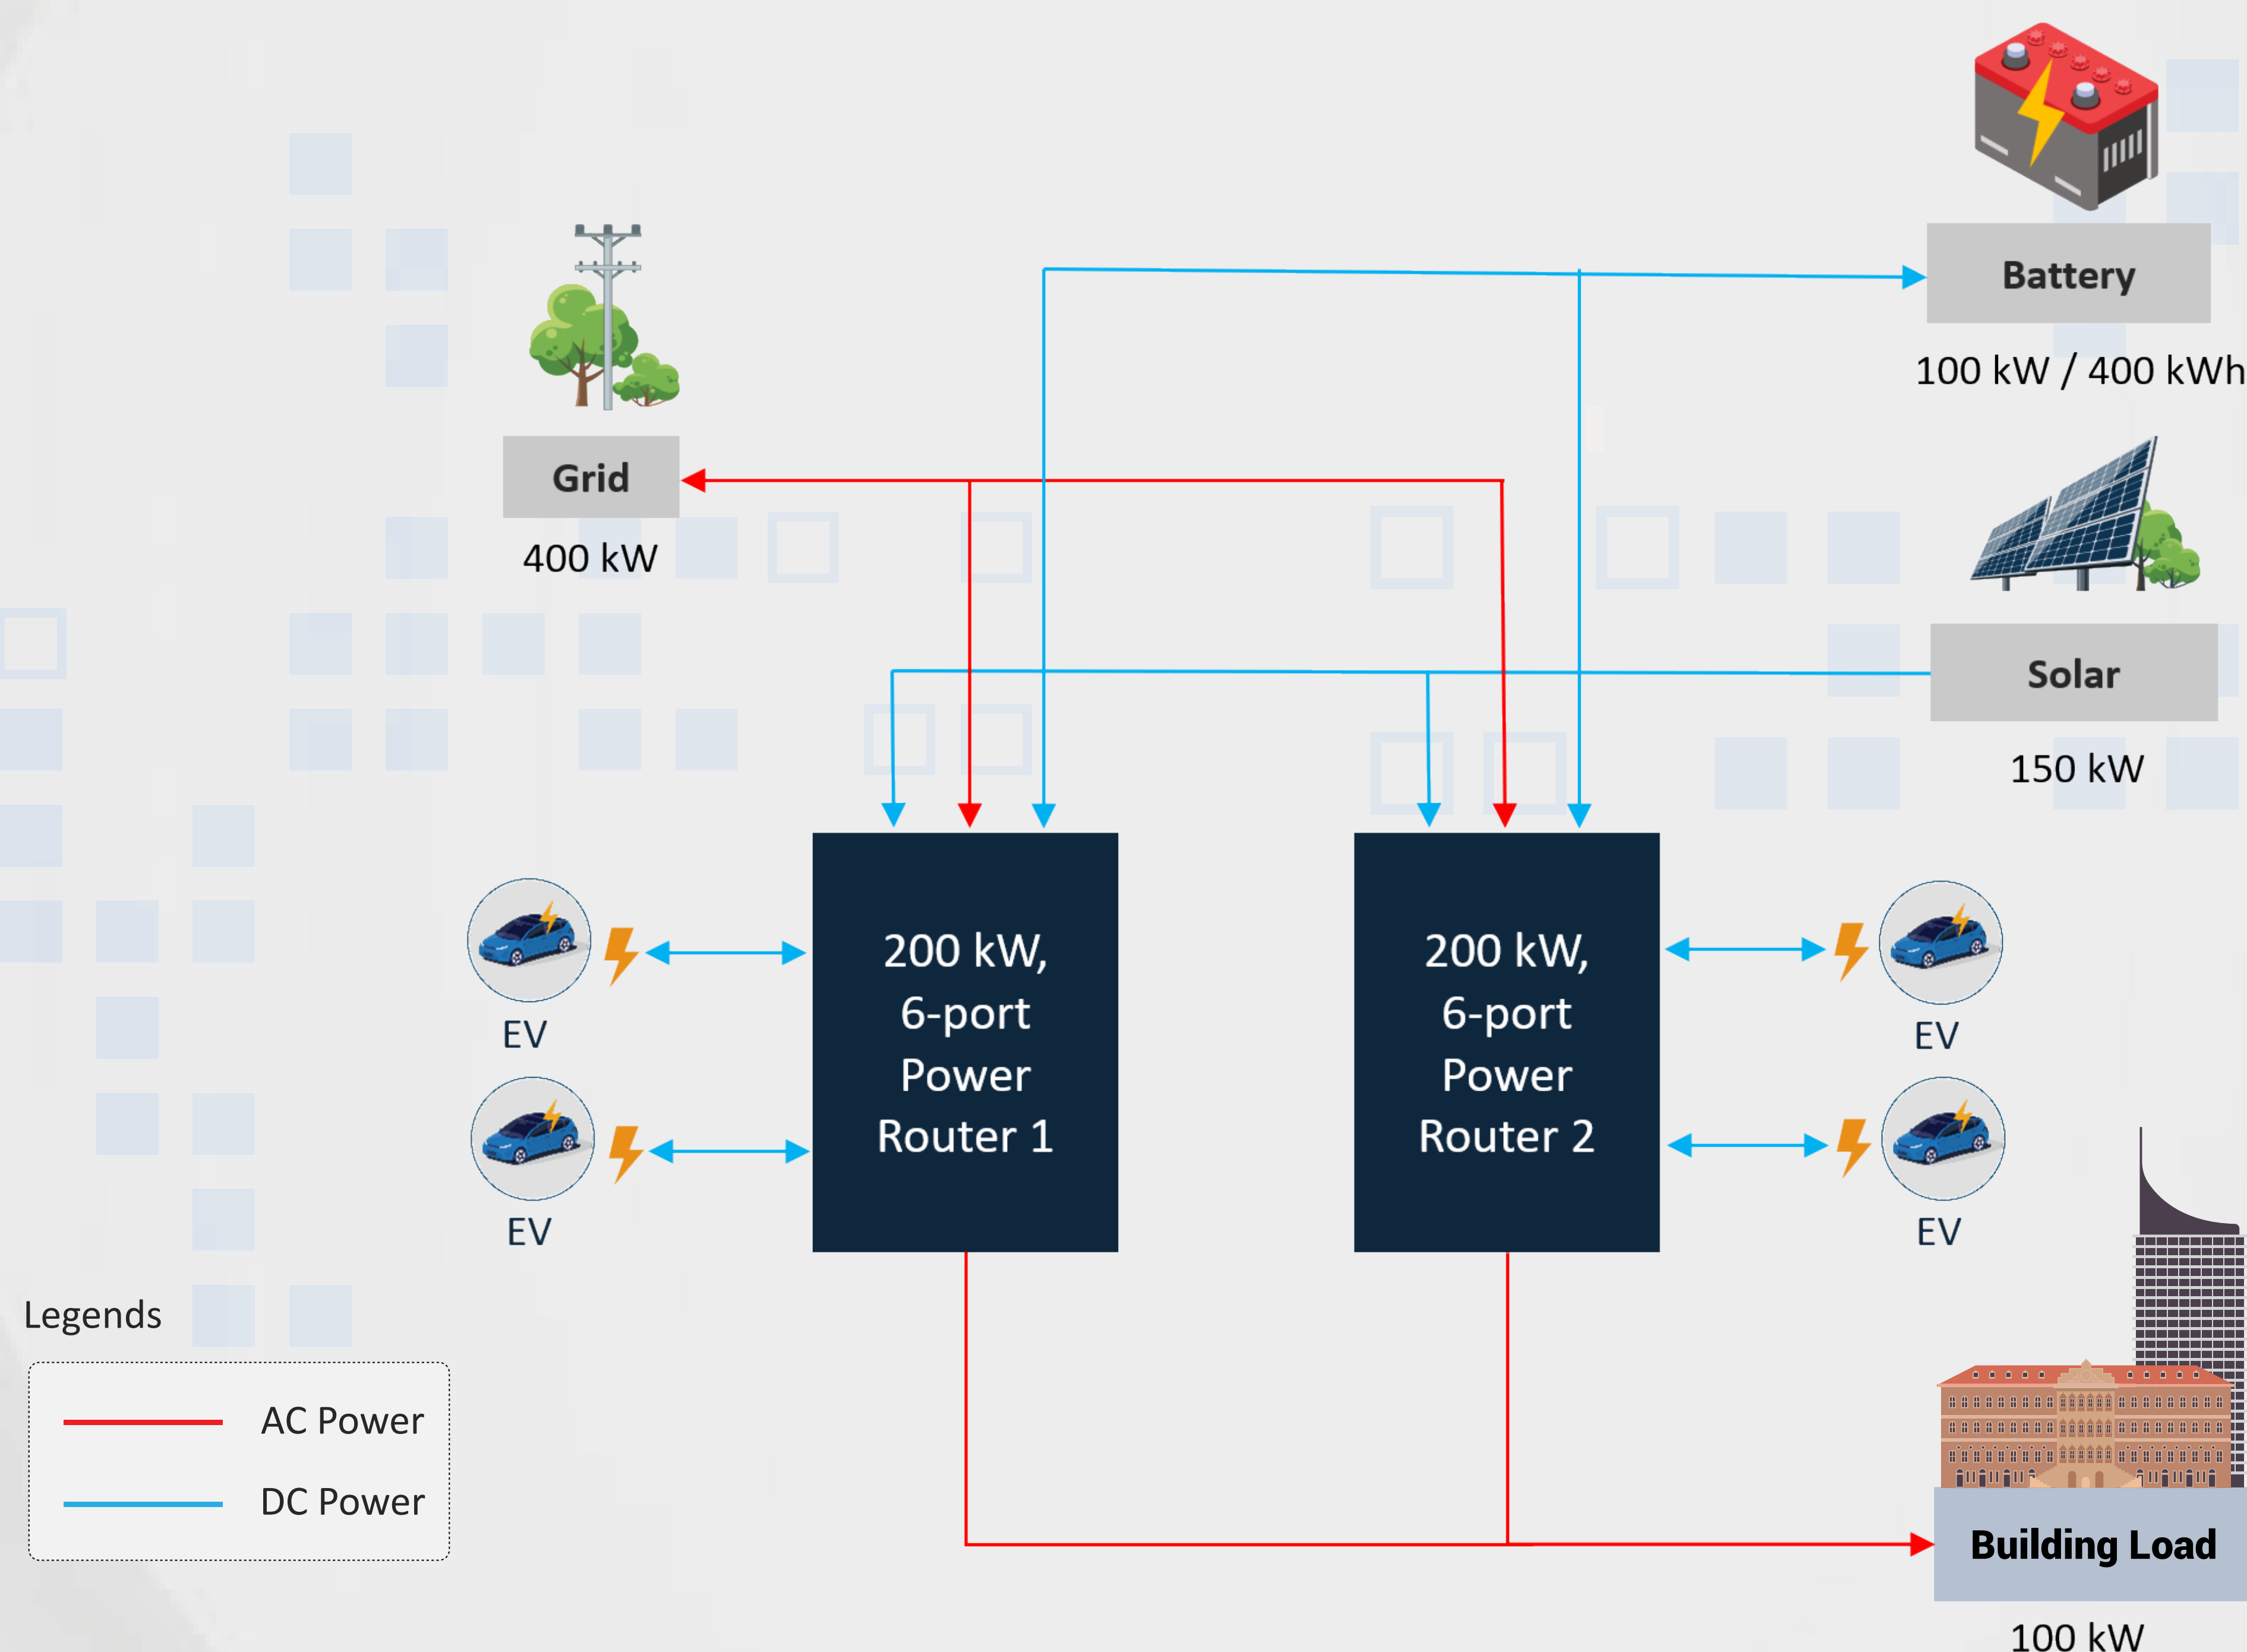 Battery
100 kW / 400 kWh
Grid
400 kW
Solar
150 kW
200 kW,
6-port
Power
Router 1
200 kW,
6-port
Power
Router 2
EV
EV
EV
EV
Legends
AC Power
DC Power
Building Load
100 kW